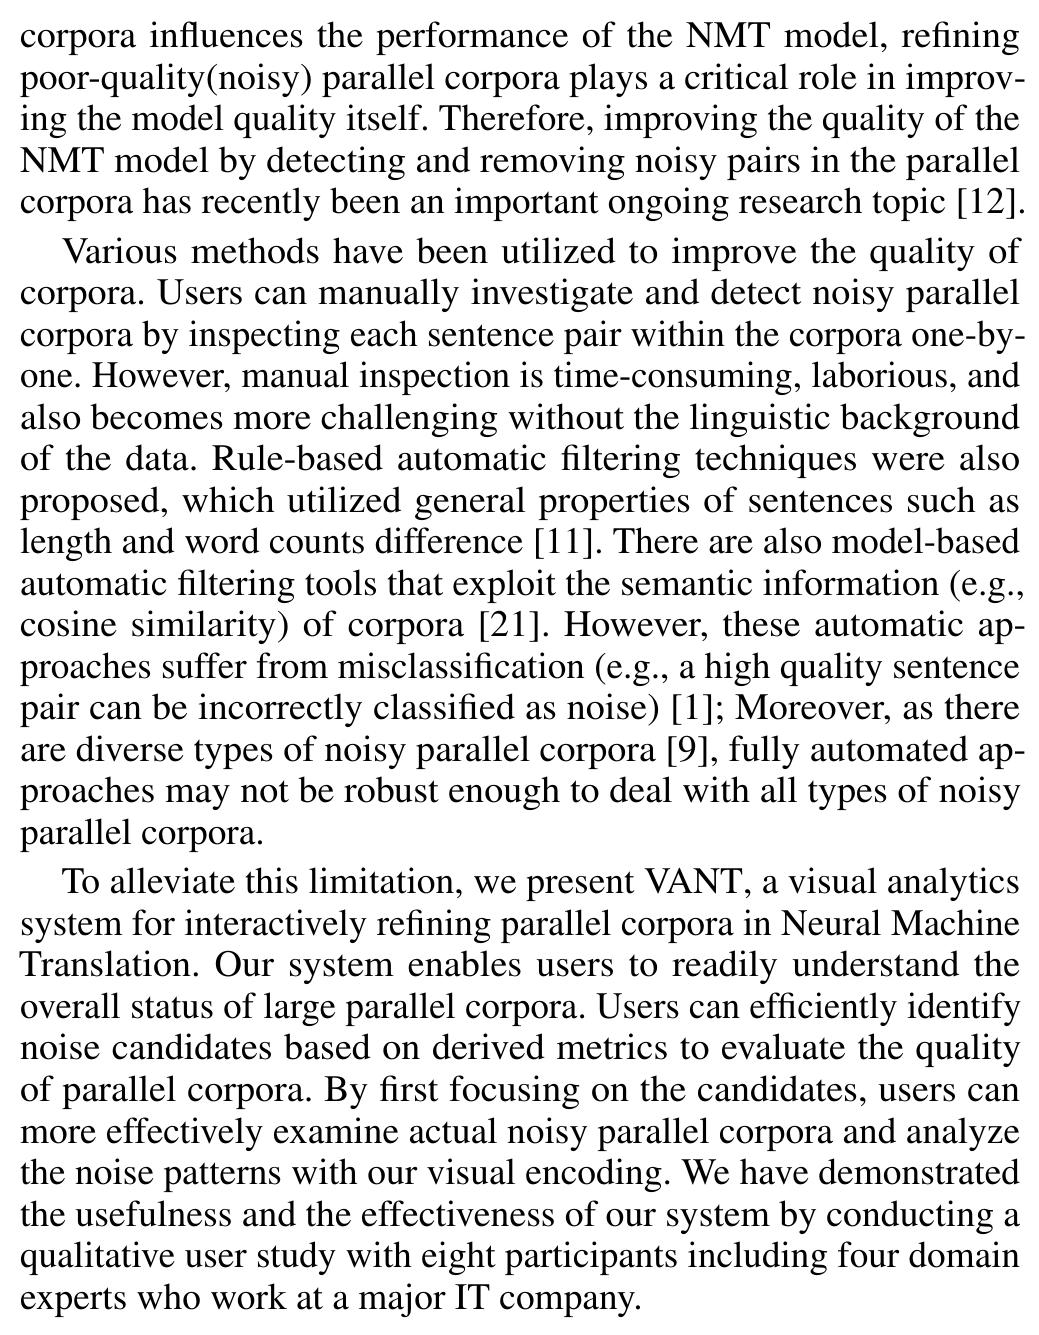 corpora influences the performance of the NMT model, refining
poor-quality(noisy) parallel corpora plays a critical role in improv-
ing the model quality itself. Therefore, improving the quality of the
NMT model by detecting and removing noisy pairs in the parallel
corpora has recently been an important ongoing research topic [12].
Various methods have been utilized to improve the quality of
corpora. Users can manually investigate and detect noisy parallel
corpora by inspecting each sentence pair within the corpora one-by-
one. However, manual inspection is time-consuming, laborious, and
also becomes more challenging without the linguistic background
of the data. Rule-based automatic filtering techniques were also
proposed, which utilized general properties of sentences such as
length and word counts difference [11]. There are also model-based
automatic filtering tools that exploit the semantic information (e.g.,
cosine similarity) of corpora [21]. However, these automatic ap-
proaches suffer from misclassification (e.g., a high quality sentence
pair can be incorrectly classified as noise) [1]; Moreover, as there
are diverse types of noisy parallel corpora [9], fully automated ap-
proaches may not be robust enough to deal with all types of noisy
parallel corpora.
To alleviate this limitation, we present VANT, a visual analytics
system for interactively refining parallel corpora in Neural Machine
Translation. Our system enables users to readily understand the
overall status of large parallel corpora. Users can efficiently identify
noise candidates based on derived metrics to evaluate the quality
of parallel corpora. By first focusing on the candidates, users can
more effectively examine actual noisy parallel corpora and analyze
the noise patterns with our visual encoding. We have demonstrated
the usefulness and the effectiveness of our system by conducting a
qualitative user study with eight participants including four domain
experts who work at a major IT company.